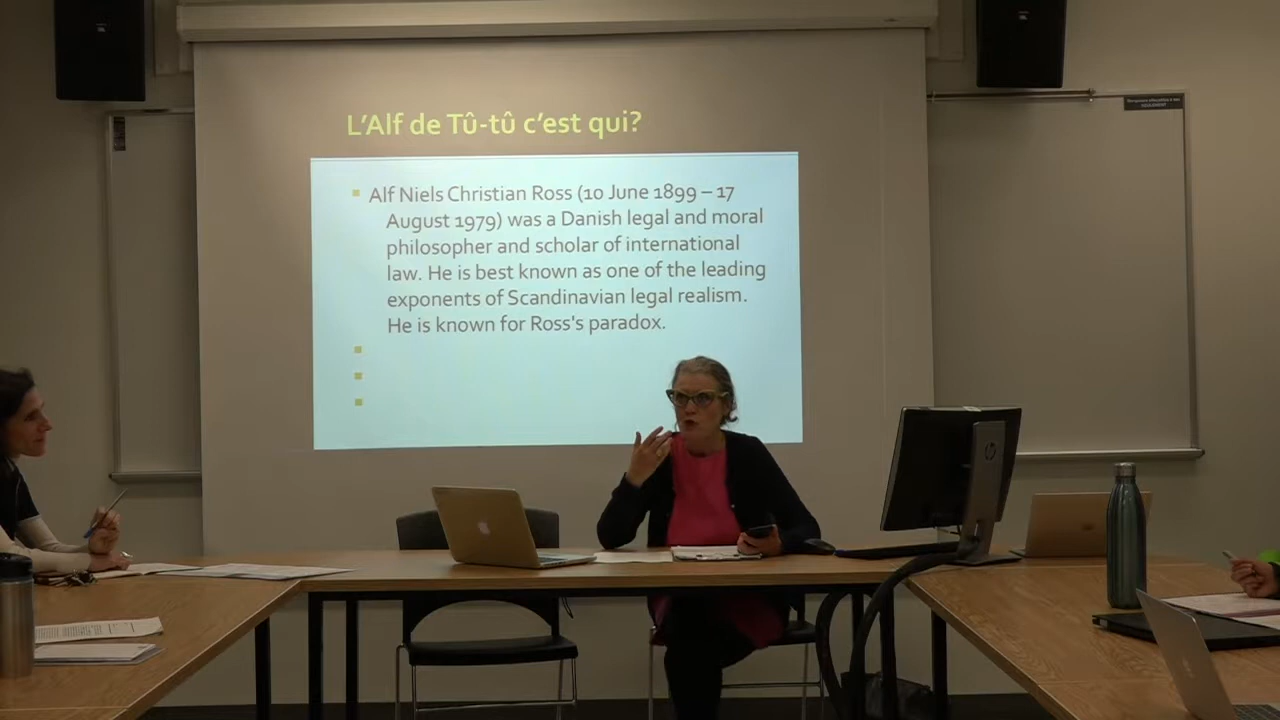 L'Alf de Tû-tû c'est qui?
Alf Niels Christian Ross (10 June 1899 – 17
August 1979) was a Danish legal and moral
philosopher and scholar of international
law. He is best known as one of the leading
exponents of Scandinavian legal realism.
He is known for Ross's paradox.